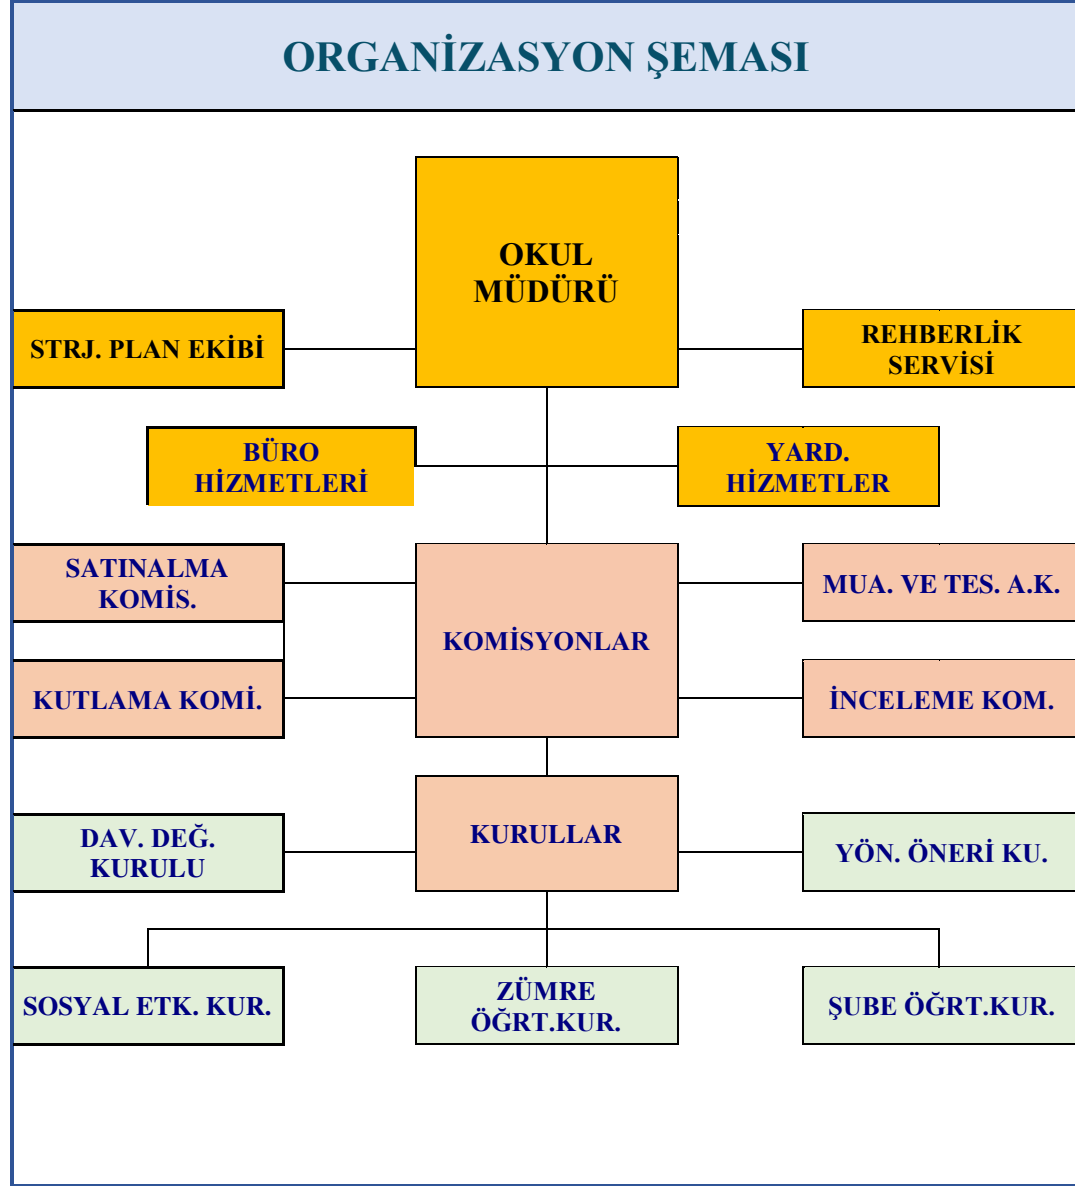 ORGANİZASYON ŞEMASI
OKUL
MÜDÜRÜ
STRJ. PLAN EKİBİ
REHBERLİK
SERVİSİ
BÜRO
HİZMETLERİ
YARD.
HİZMETLER
SATINALMA
KOMİS.
MUA. VE TES. A.K.
KOMİSYONLAR
KUTLAMA KOMİ.
İNCELEME KOM.
KURULLAR
DAV. DEĞ.
KURULU
YÖN. ÖNERİ KU.
SOSYAL ETK. KUR.
ZÜMRE
ÖĞRT.KUR.
ŞUBE ÖĞRT.KUR.